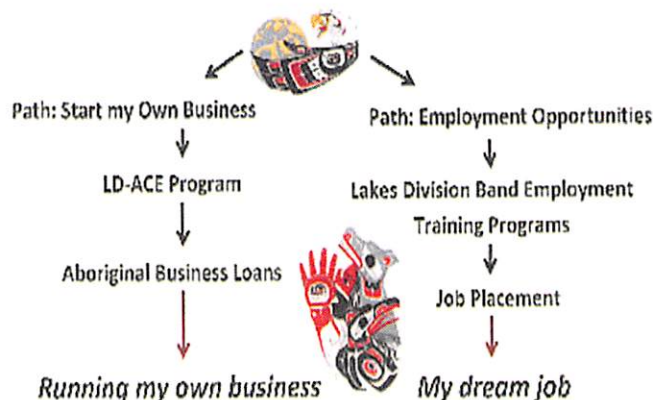 Path: Start my Own Business
LD-ACE Program
Aboriginal Business Loans
Running my own business
Path: Employment Opportunities
Lakes Division Band Employment
Training Programs
Job Placement
My dream job